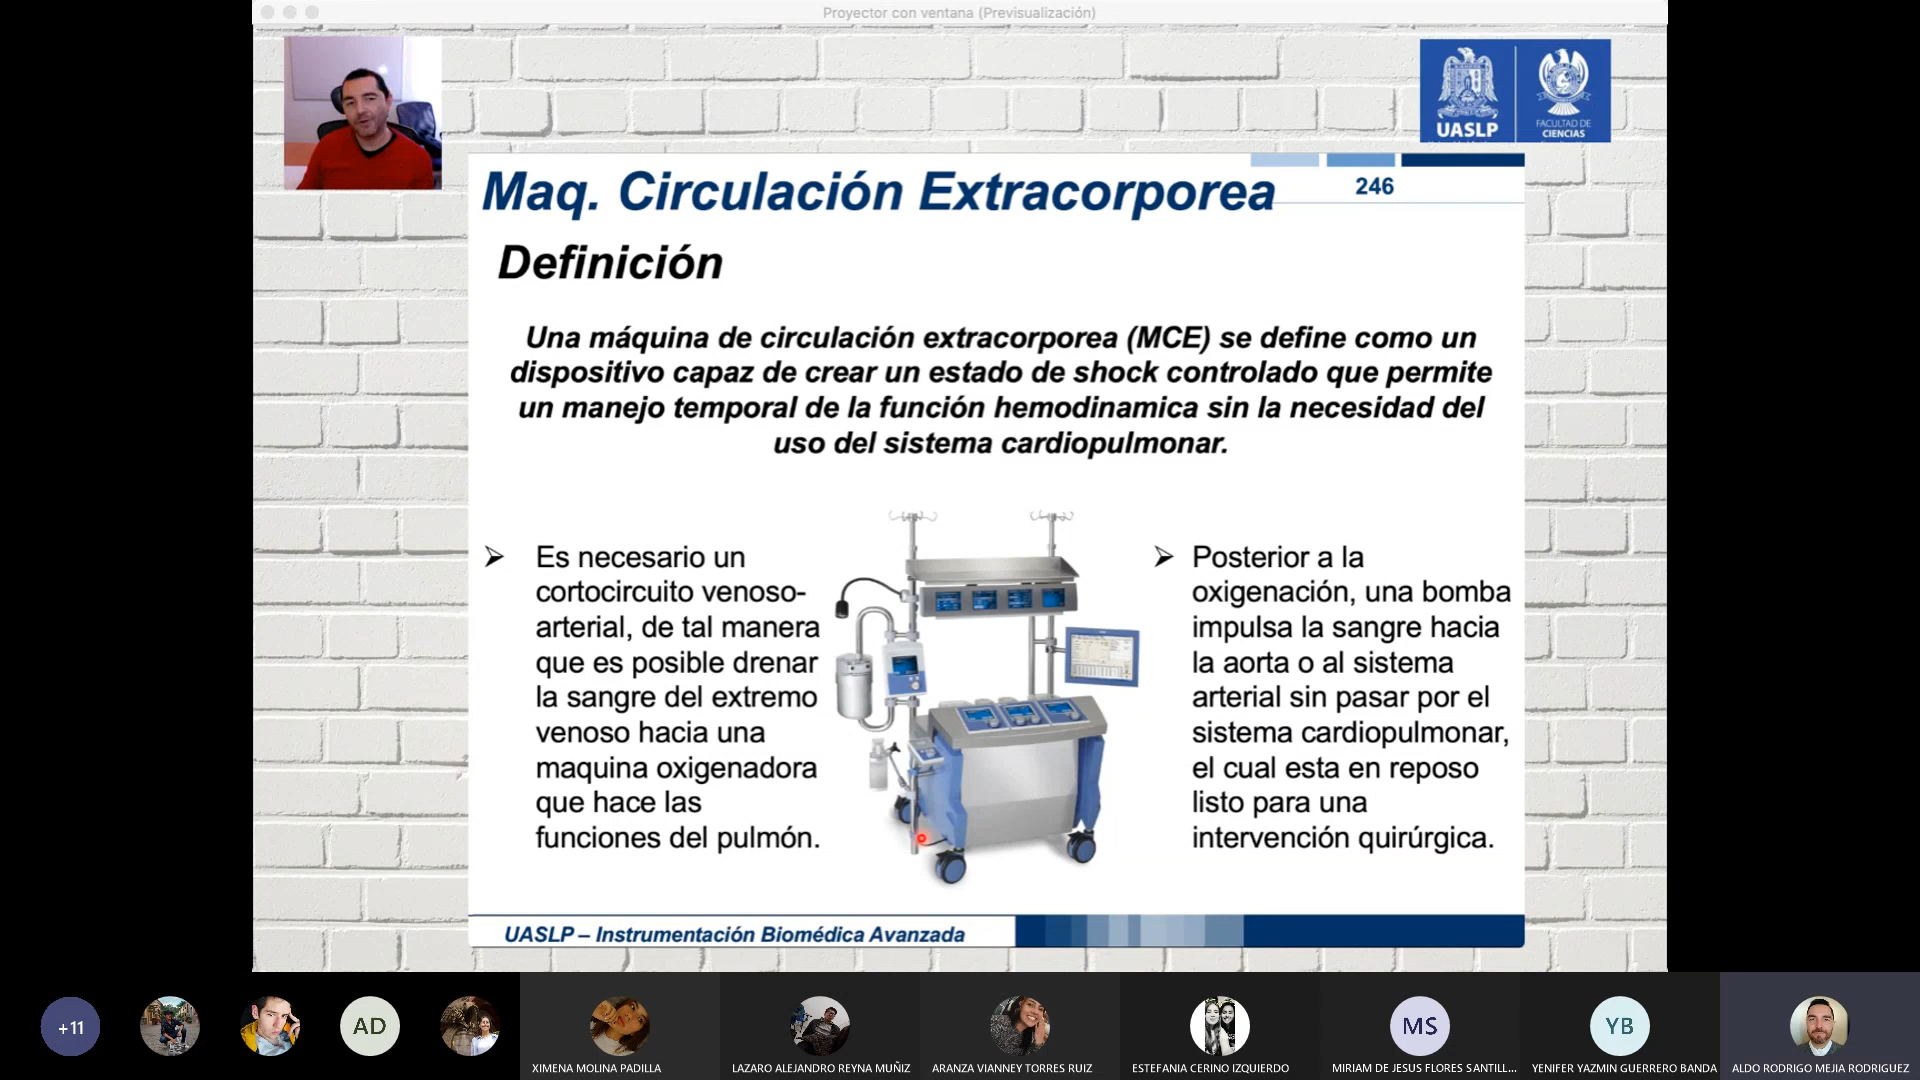 Proyector con ventana (Previsualización)
UASLP
FACULTAD DE
CIENCIAS
Maq. Circulación Extracorporea
246
Definición
Una máquina de circulación extracorporea (MCE) se define como un
dispositivo capaz de crear un estado de shock controlado que permite
un manejo temporal de la función hemodinamica sin la necesidad del
uso del sistema cardiopulmonar.
➢ Es necesario un
cortocircuito venoso-
arterial, de tal manera
que es posible drenar
la sangre del extremo
venoso hacia una
maquina oxigenadora
que hace las
funciones del pulmón.
➢ Posterior a la
oxigenación, una bomba
impulsa la sangre hacia
la aorta o al sistema
arterial sin pasar por el
sistema cardiopulmonar,
el cual esta en reposo
listo para una
intervención quirúrgica.
UASLP – Instrumentación Biomédica Avanzada
+11
AD
MS
YB
XIMENA MOLINA PADILLA
LAZARO ALEJANDRO REYNA MUÑIZ
ARANZA VIANNEY TORRES RUIZ
ESTEFANIA CERINO IZQUIERDO
MIRIAM DE JESUS FLORES SANTILL...
YENIFER YAZMIN GUERRERO BANDA
ALDO RODRIGO MEJIA RODRIGUEZ